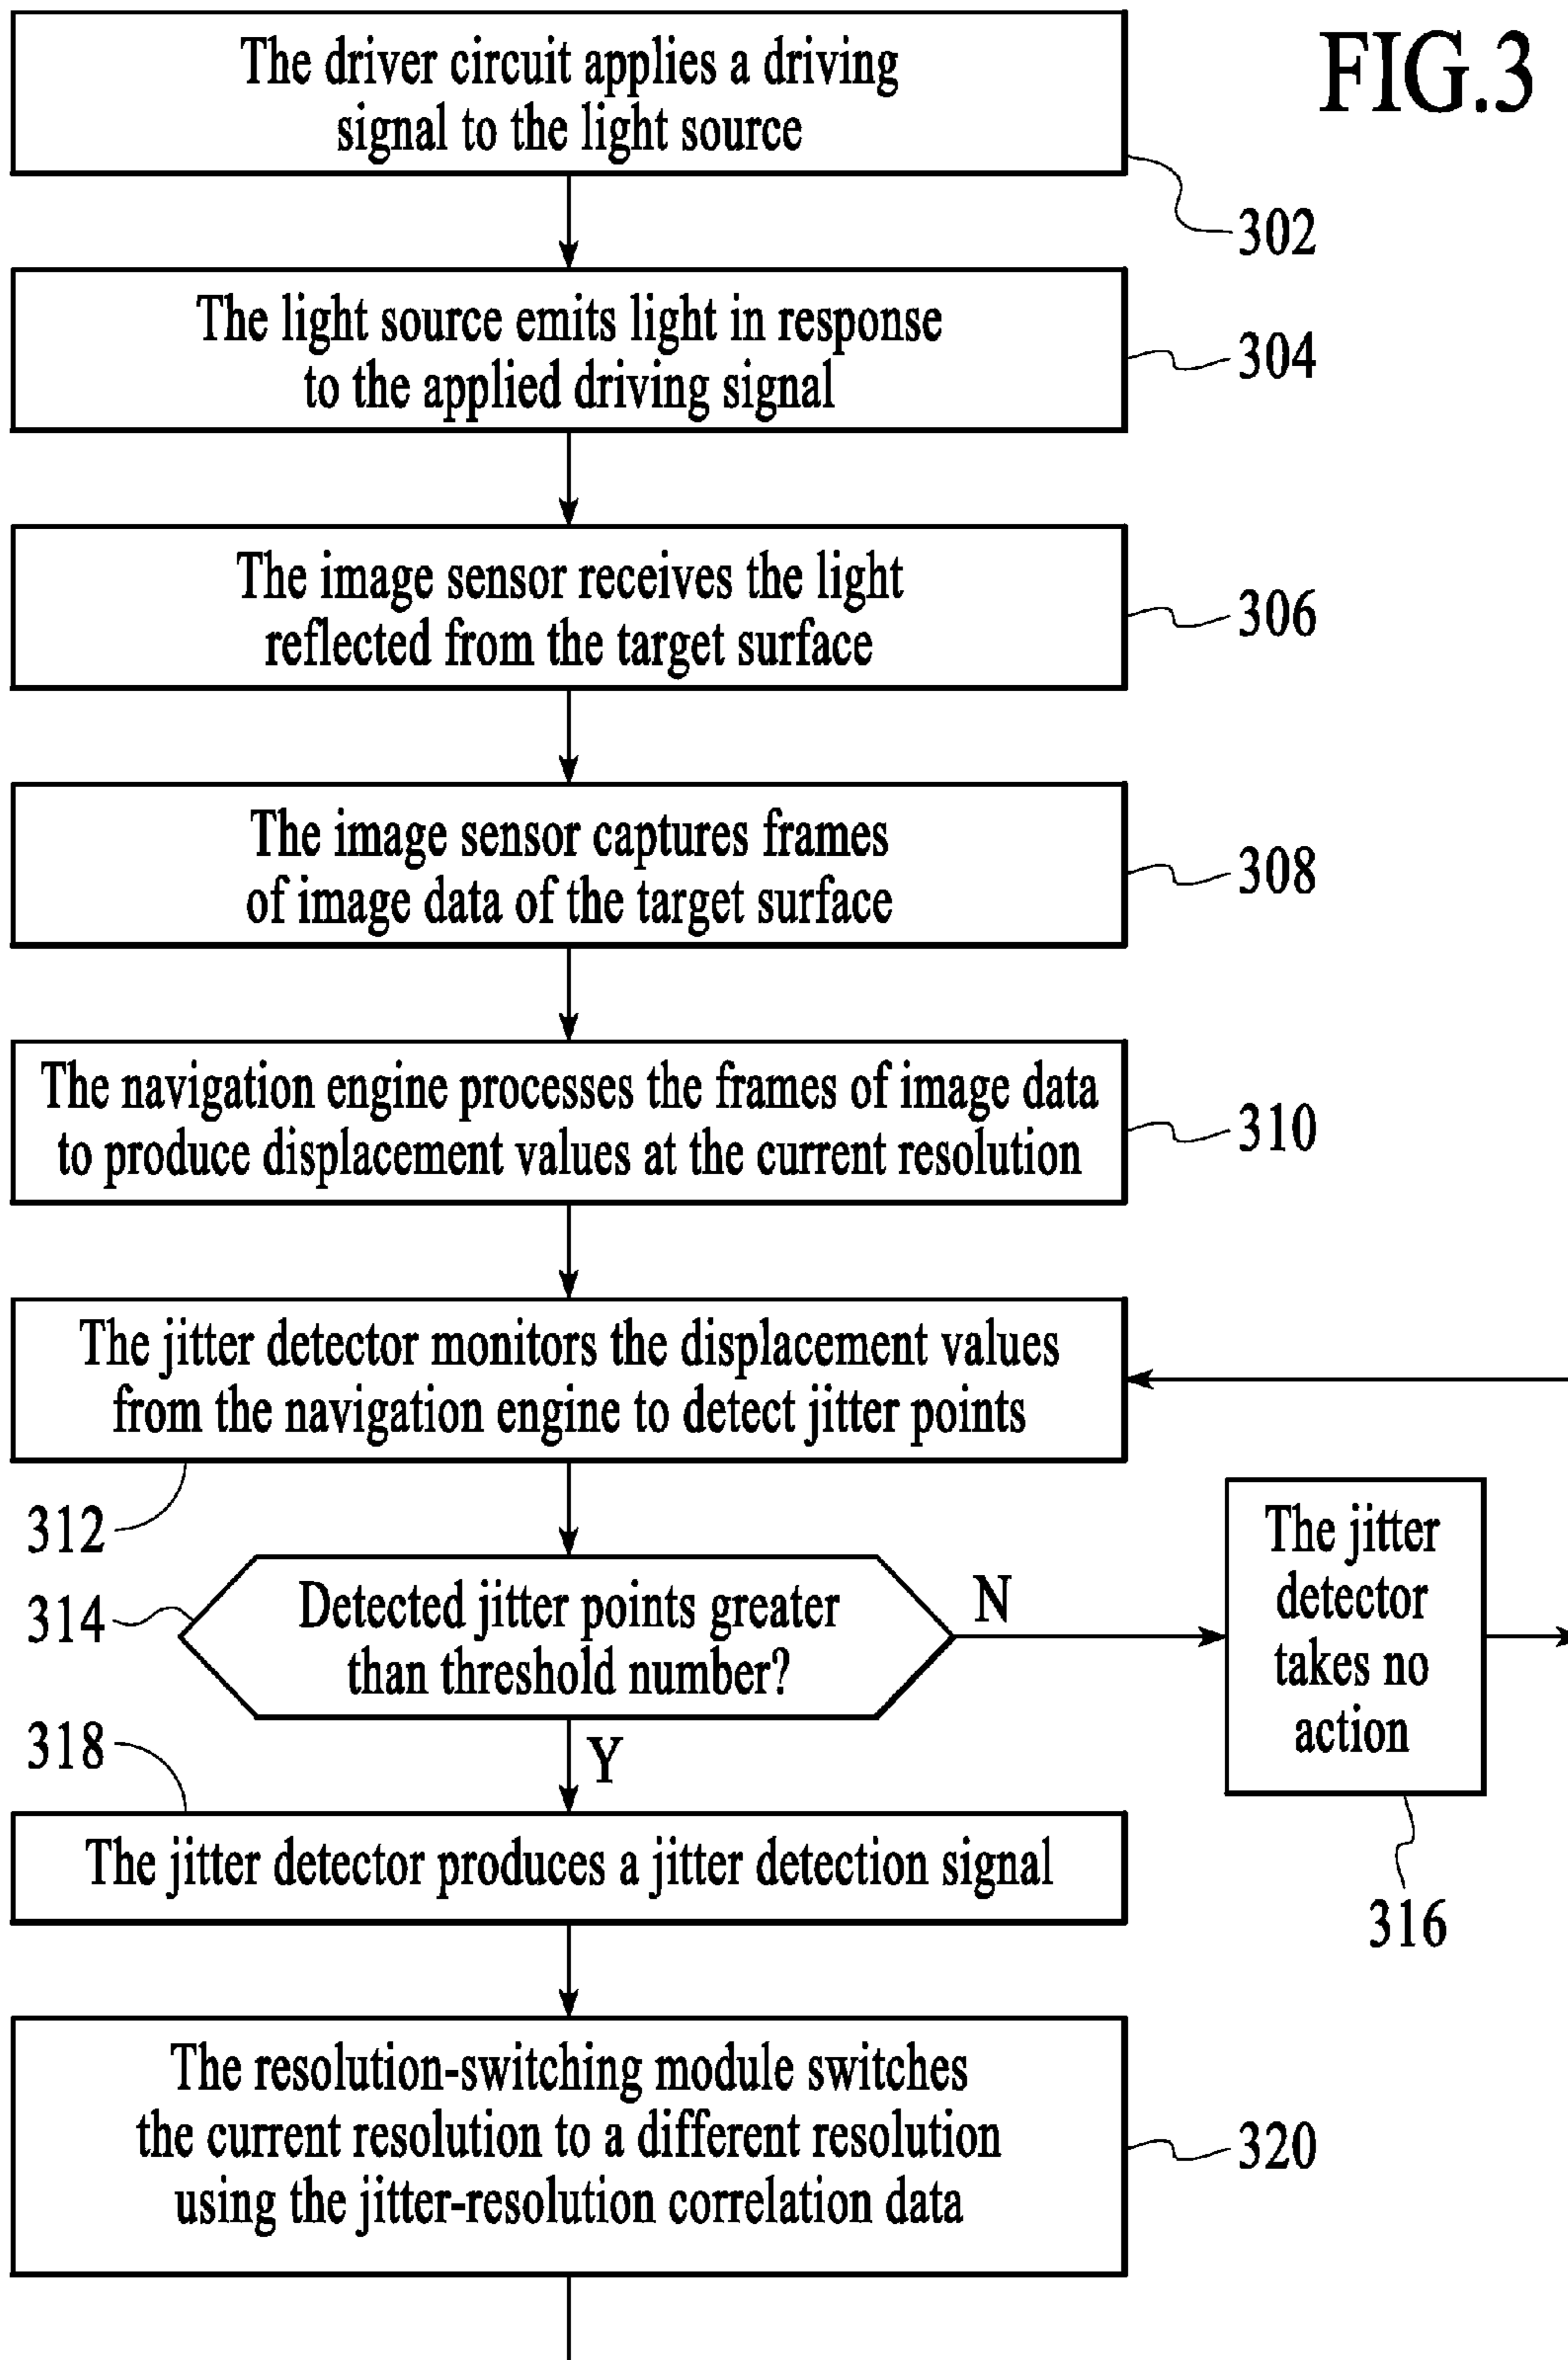 FIG.3
The driver circuit applies a driving
signal to the light source
302
The light source emits light in response
to the applied driving signal
304
The image sensor receives the light
reflected from the target surface
306
The image sensor captures frames
of image data of the target surface
308
The navigation engine processes the frames of image data
to produce displacement values at the current resolution
310
The jitter detector monitors the displacement values
from the navigation engine to detect jitter points
312
Detected jitter points greater
than threshold number?
314
N
The jitter
detector
takes no
action
316
Y
318
The jitter detector produces a jitter detection signal
The resolution-switching module switches
the current resolution to a different resolution
using the jitter-resolution correlation data
320